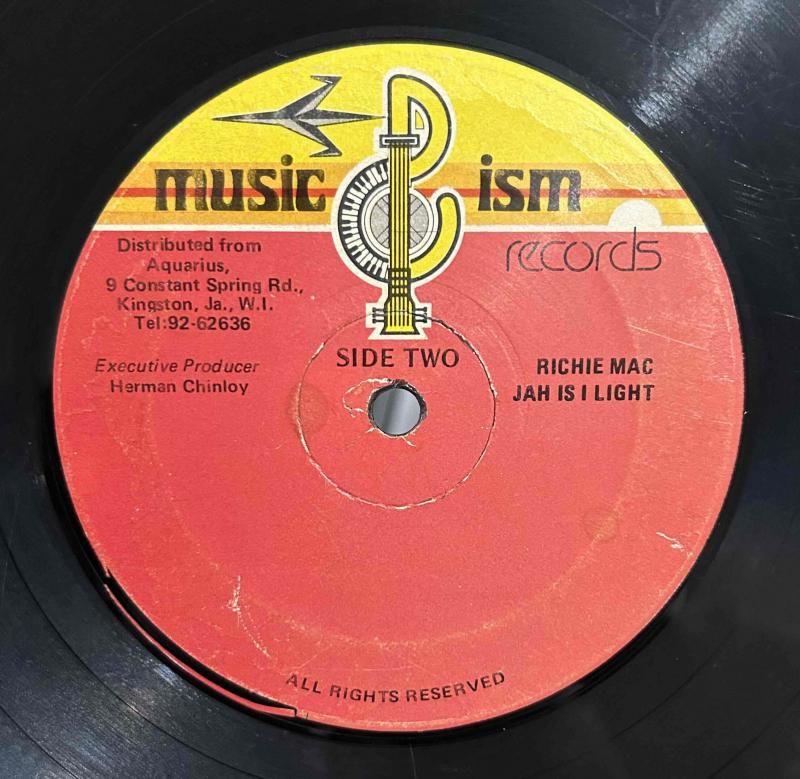 music ism
records
Distributed from
Aquarius,
9 Constant Spring Rd.,
Kingston, Ja., W.I.
Tel:92-62636
Executive Producer
Herman Chinloy
SIDE TWO
RICHIE MAC
JAH IS I LIGHT
ALL RIGHTS RESERVED